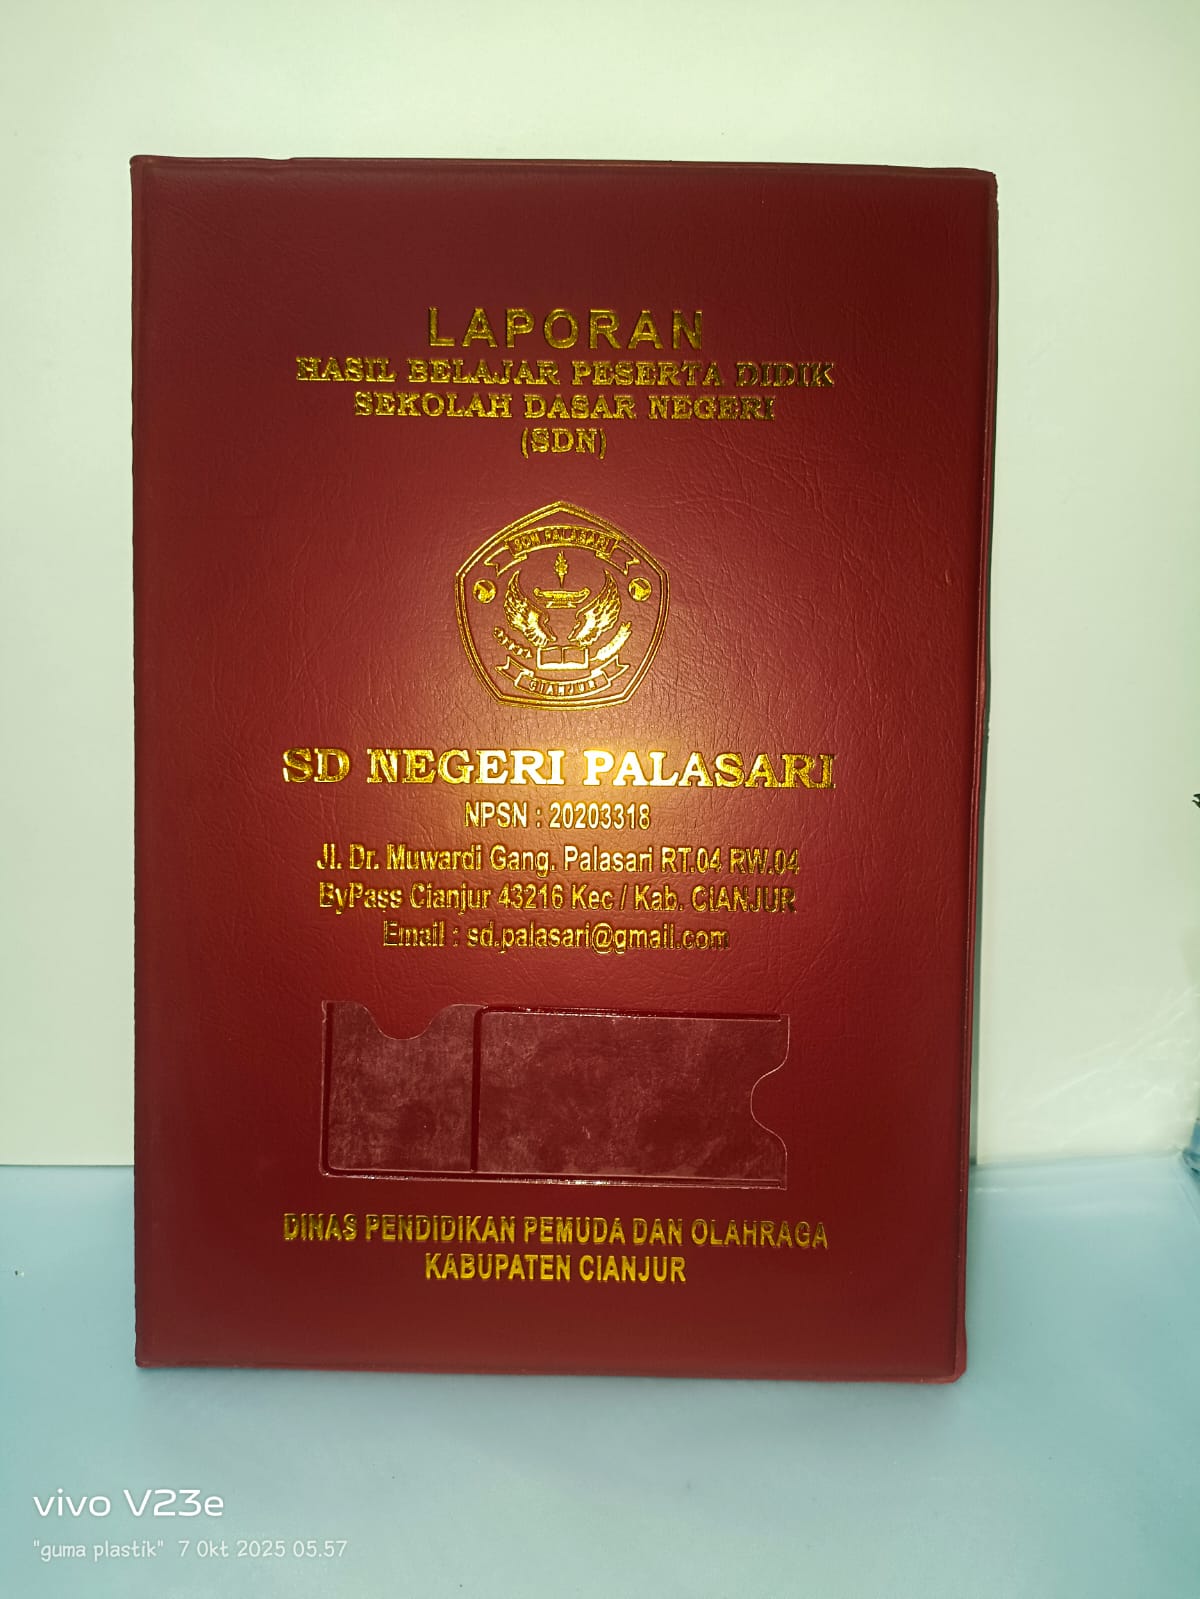 LAPORAN
HASIL BELAJAR PESERTA DIDIK
SEKOLAH DASAR NEGERI
(SDN)
SDN PALASARI
CIANJUR
SD NEGERI PALASARI
NPSN : 20203318
Jl. Dr. Muwardi Gang. Palasari RT.04 RW.04
ByPass Cianjur 43216 Kec / Kab. CIANJUR
Email : sd.palasari@gmail.com
DINAS PENDIDIKAN PEMUDA DAN OLAHRAGA
KABUPATEN CIANJUR
vivo V23e
"guma plastik" 7 Okt 2025 05.57